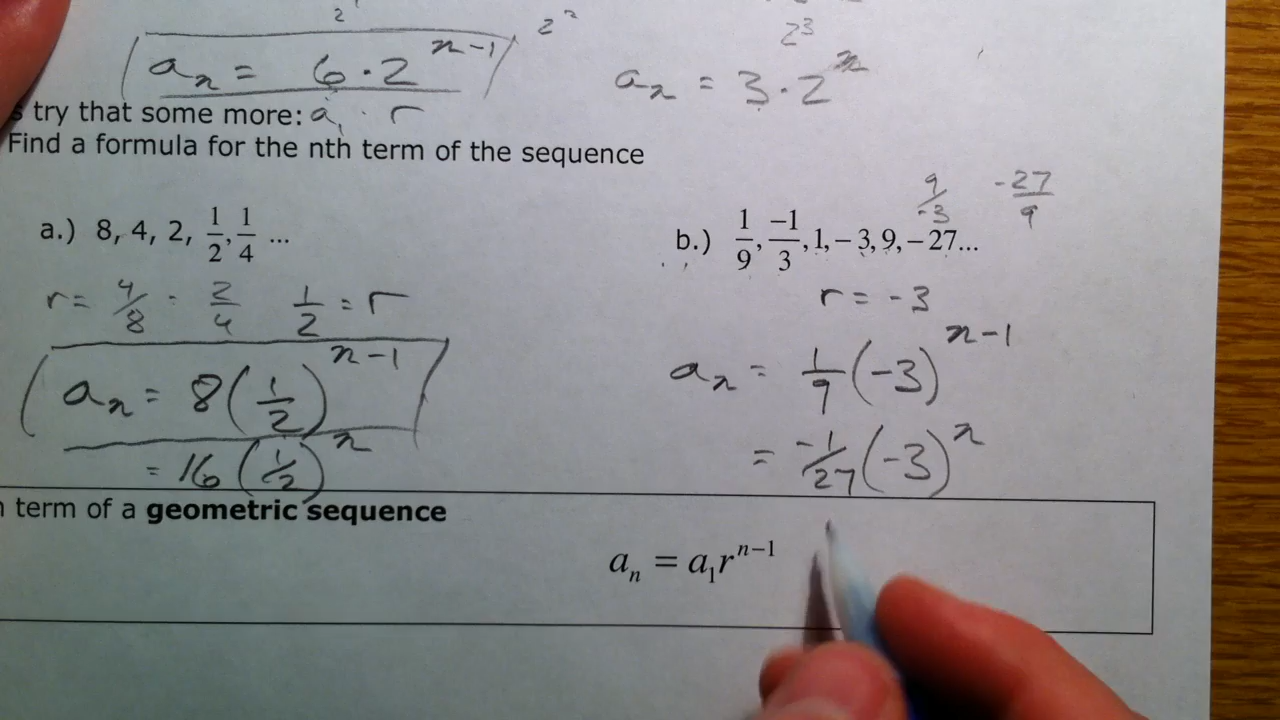 2¹ 2² 2³
aₙ = 6·2ⁿ⁻¹ aₙ = 3·2ⁿ
s try that some more: a₁ · r
Find a formula for the nth term of the sequence
9/-3 -27/9
a.) 8, 4, 2, 1/2, 1/4 ... b.) 1/9, -1/3, 1, -3, 9, -27...
r = 4/8 = 2/4 1/2 = r r = -3
aₙ = 8(1/2)ⁿ⁻¹ aₙ = 1/9(-3)ⁿ⁻¹
= 16(1/2)ⁿ = -1/27(-3)ⁿ
term of a geometric sequence
aₙ = a₁rⁿ⁻¹